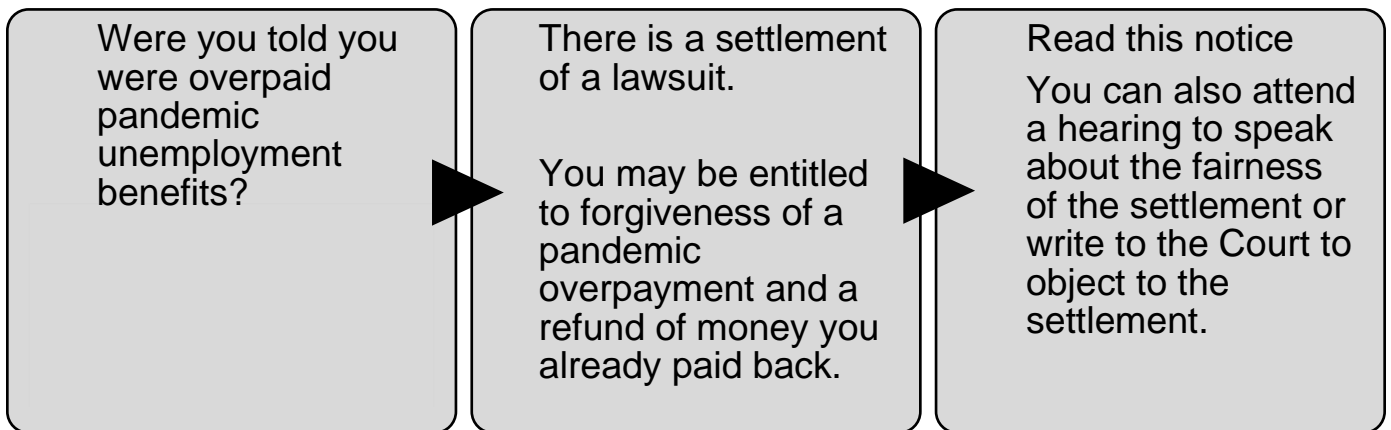 Were you told you
were overpaid
pandemic
unemployment
benefits?
There is a settlement
of a lawsuit.
You may be entitled
to forgiveness of a
pandemic
overpayment and a
refund of money you
already paid back.
Read this notice
You can also attend
a hearing to speak
about the fairness
of the settlement or
write to the Court to
object to the
settlement.